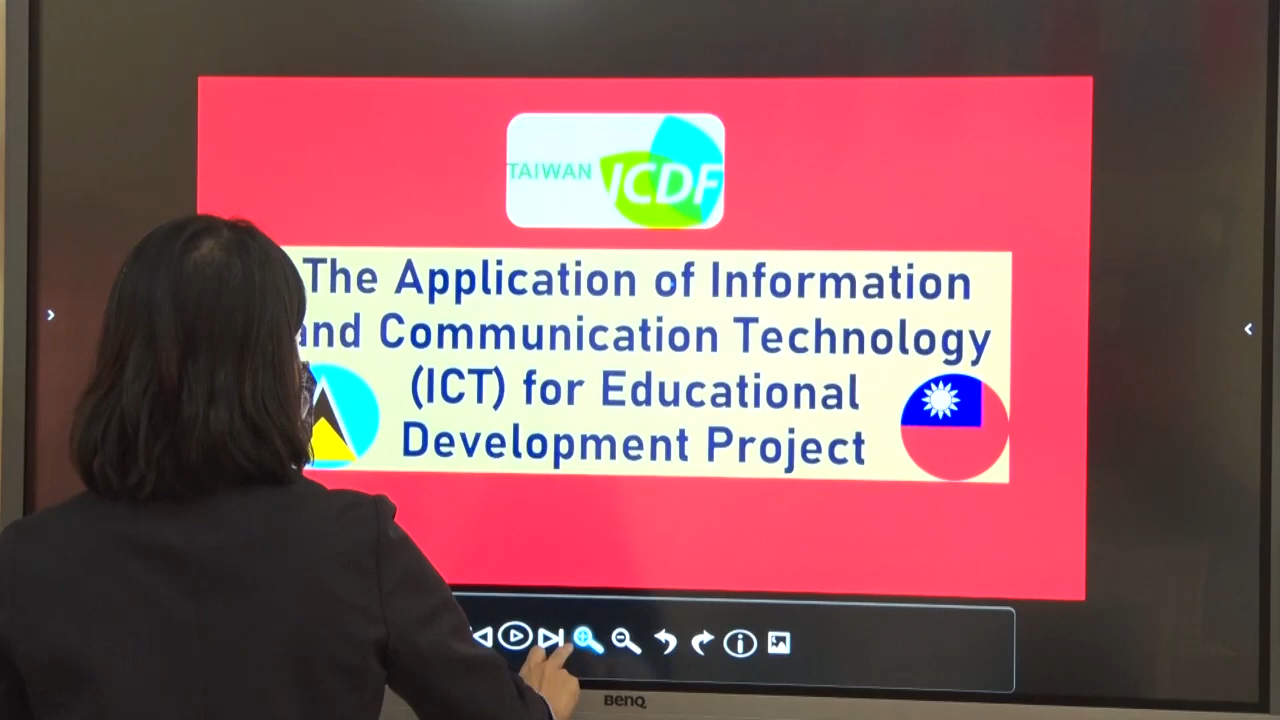 TAIWAN ICDF
The Application of Information
and Communication Technology
(ICT) for Educational
Development Project
BenQ